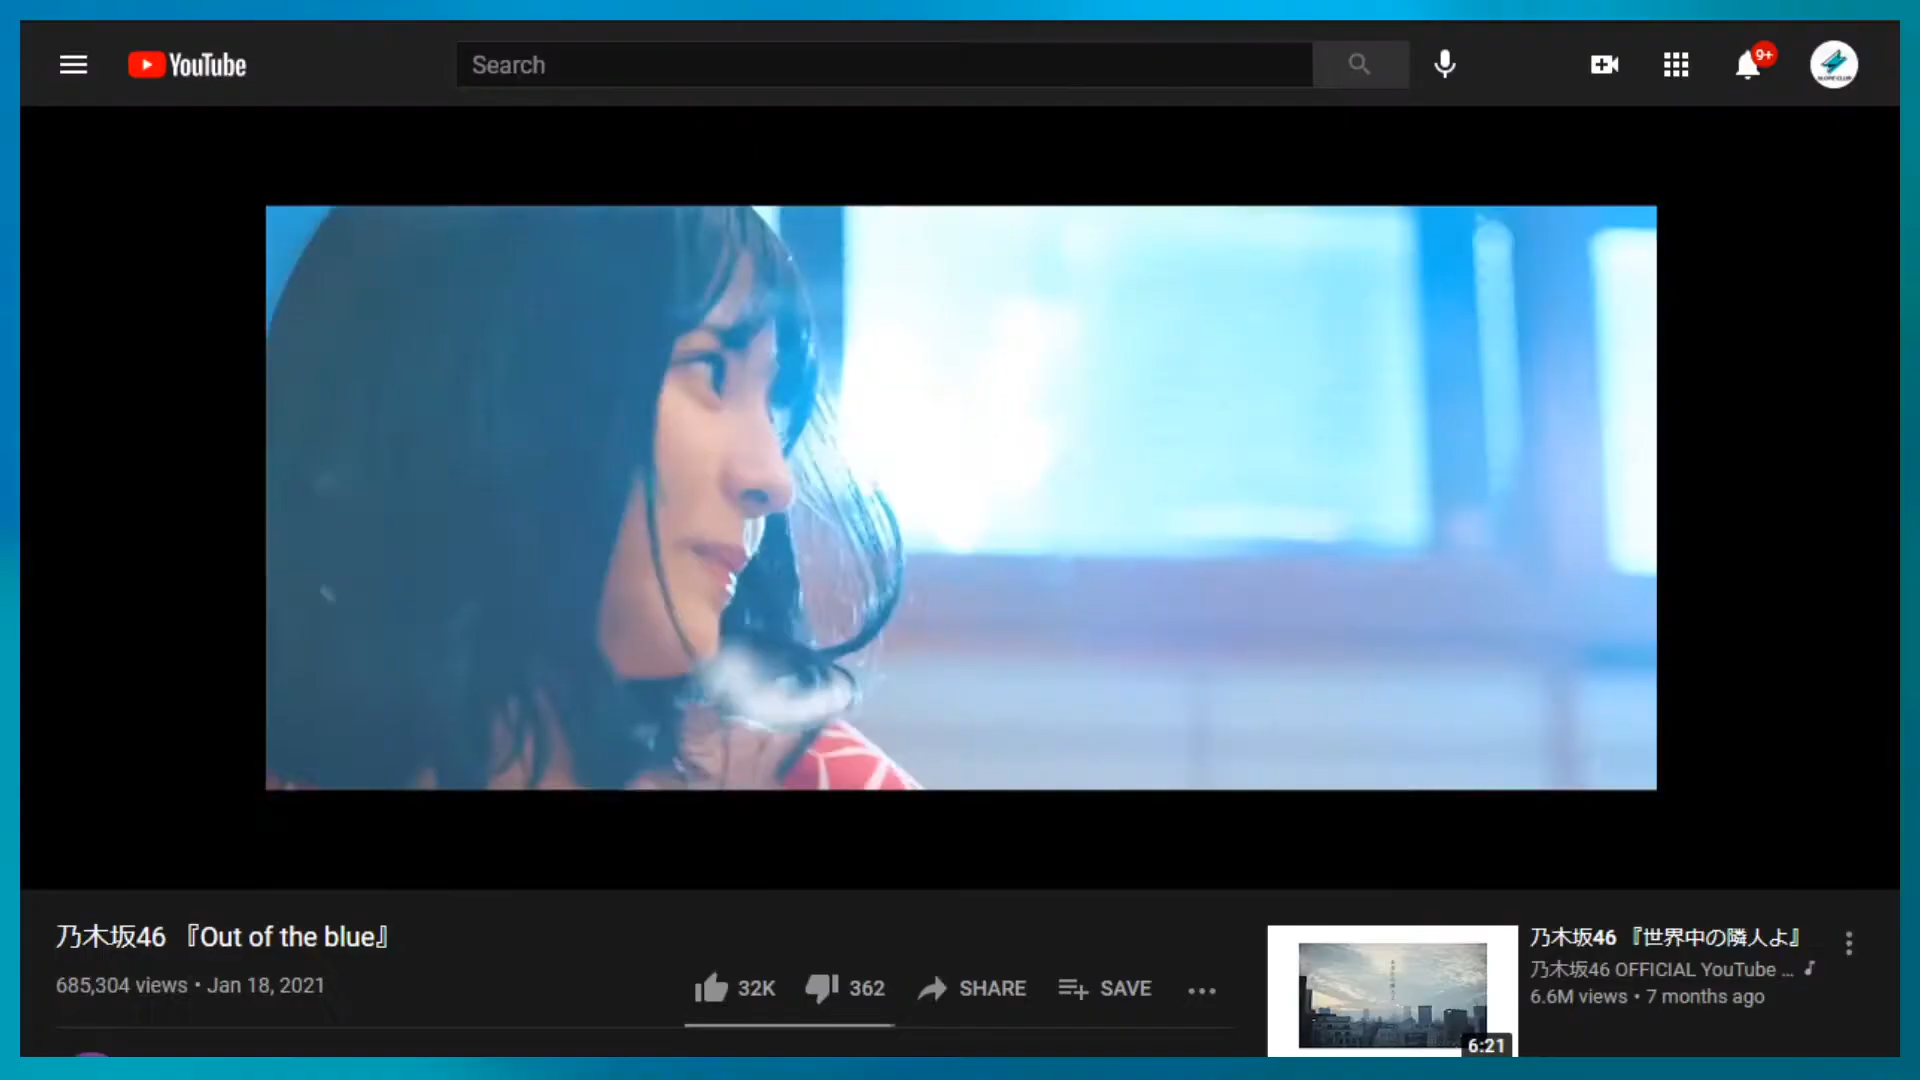 YouTube
Search
9+
乃木坂46 『Out of the blue』
685,304 views • Jan 18, 2021
32K
362
SHARE
SAVE
乃木坂46 『世界中の隣人よ』
乃木坂46 OFFICIAL YouTube ...
6.6M views • 7 months ago
6:21